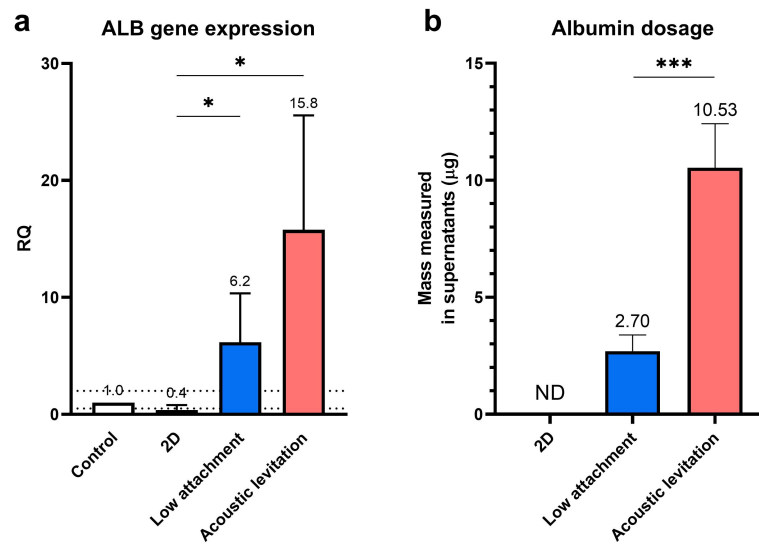 a
ALB gene expression
30
20
10
0
RQ
*
*
1.0
0.4
6.2
15.8
Control
2D
Low attachment
Acoustic levitation
b
Albumin dosage
15
10
5
0
Mass measured
in supernatants (μg)
***
ND
2.70
10.53
2D
Low attachment
Acoustic levitation